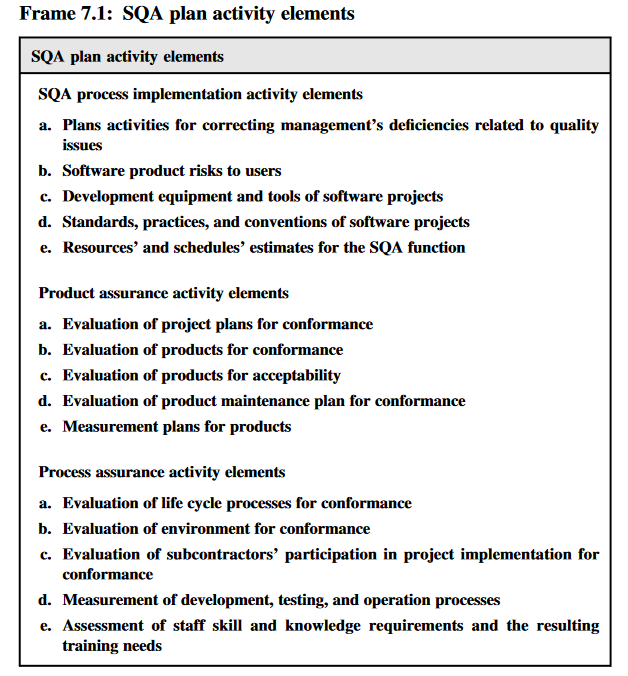 Frame 7.1: SQA plan activity elements
SQA plan activity elements
SQA process implementation activity elements
a. Plans activities for correcting management's deficiencies related to quality
issues
b. Software product risks to users
c. Development equipment and tools of software projects
d. Standards, practices, and conventions of software projects
e. Resources' and schedules' estimates for the SQA function
Product assurance activity elements
a. Evaluation of project plans for conformance
b. Evaluation of products for conformance
c. Evaluation of products for acceptability
d. Evaluation of product maintenance plan for conformance
e. Measurement plans for products
Process assurance activity elements
a. Evaluation of life cycle processes for conformance
b. Evaluation of environment for conformance
c. Evaluation of subcontractors' participation in project implementation for
conformance
d. Measurement of development, testing, and operation processes
e. Assessment of staff skill and knowledge requirements and the resulting
training needs